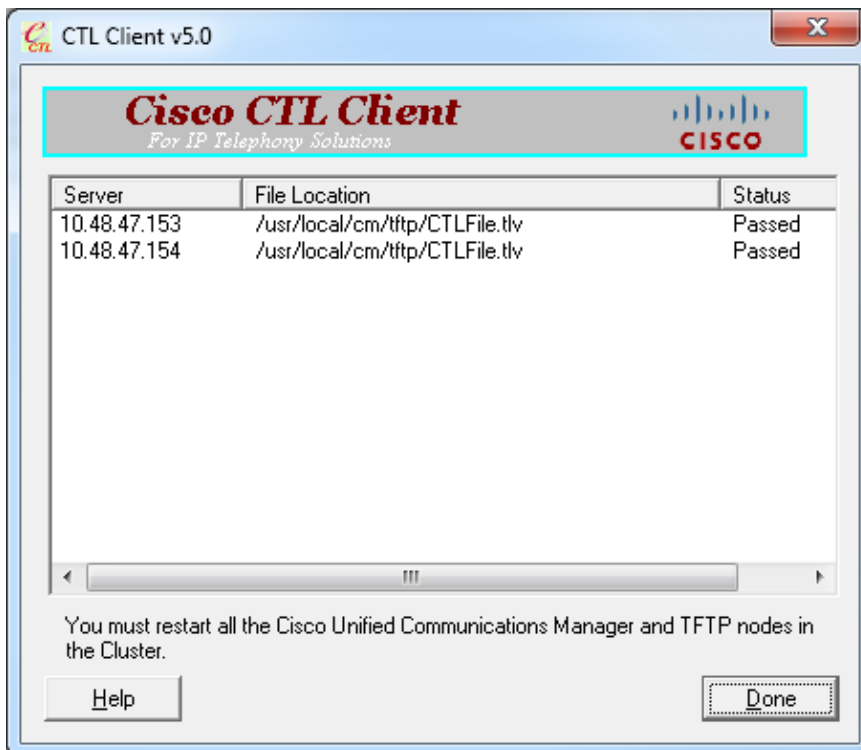 CTL CTL Client v5.0
Cisco CTL Client
For IP Telephony Solutions
CISCO
Server File Location Status
10.48.47.153 /usr/local/cm/tftp/CTLFile.tlv Passed
10.48.47.154 /usr/local/cm/tftp/CTLFile.tlv Passed
You must restart all the Cisco Unified Communications Manager and TFTP nodes in
the Cluster.
Help Done